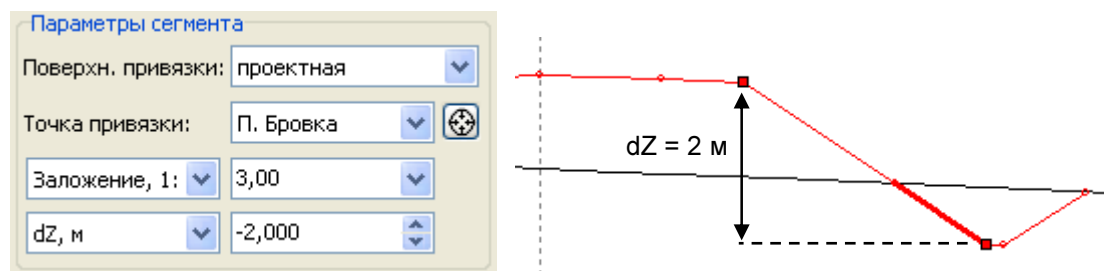 Параметры сегмента
Поверхн. привязки: проектная
Точка привязки: П. Бровка
Заложение, 1: 3,00
dZ, м -2,000
dZ = 2 м